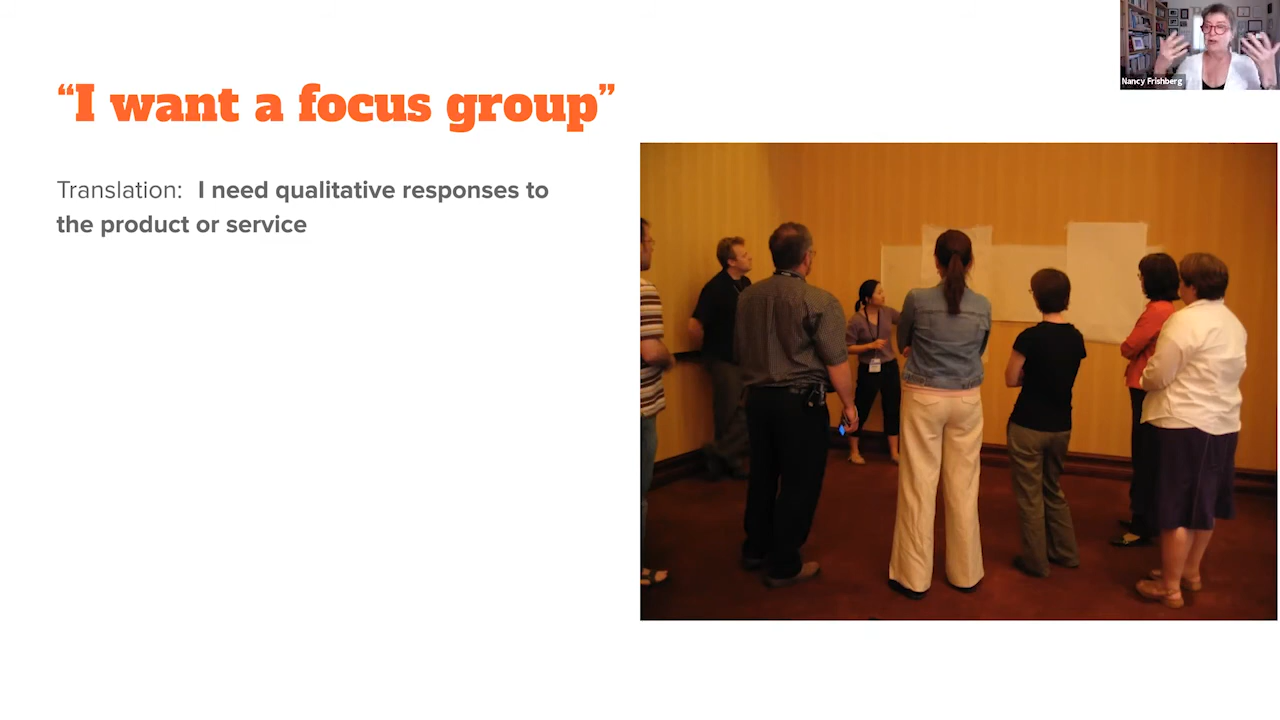 “I want a focus group”
Translation: I need qualitative responses to
the product or service
Nancy Frishberg